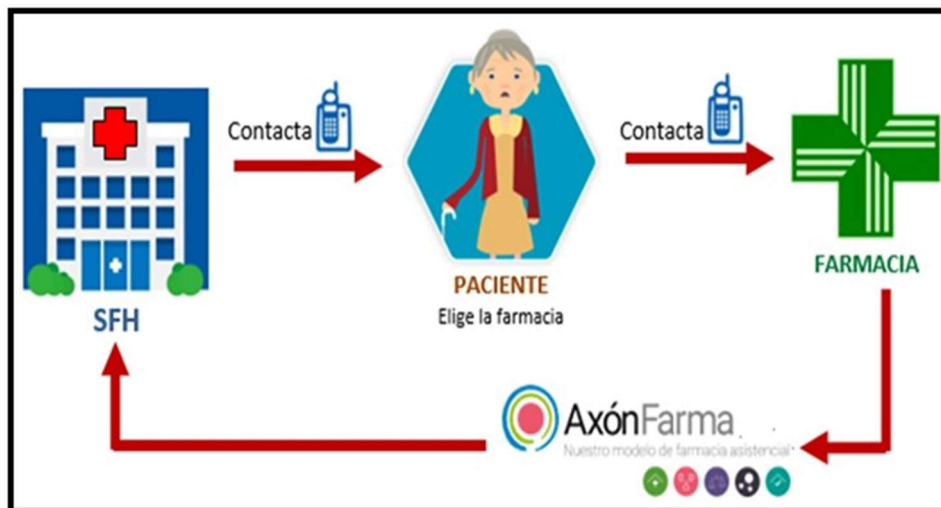 Contacta
Contacta
SFH
PACIENTE
Elige la farmacia
FARMACIA
AxónFarma
Nuestro modelo de farmacia asistencial